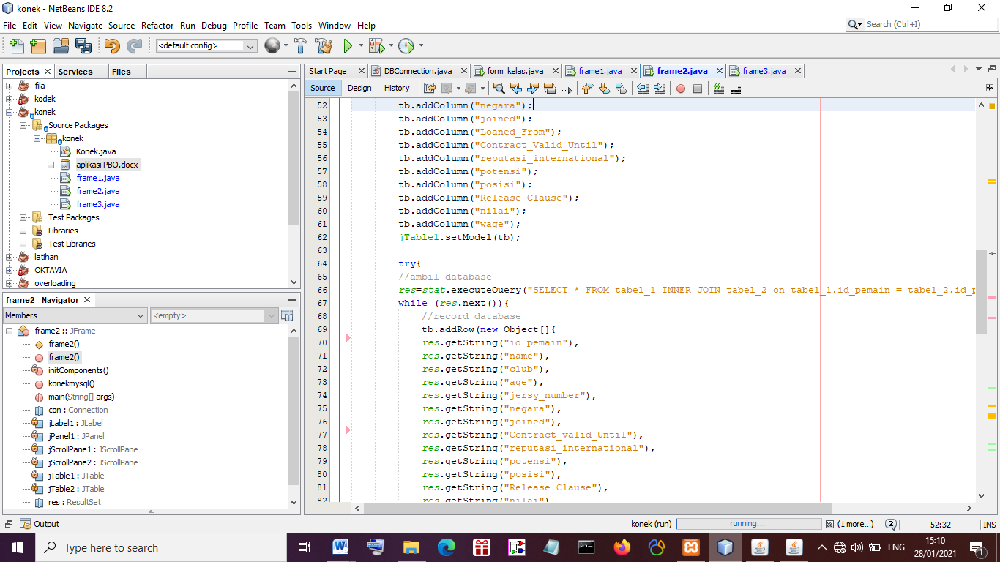 konek - NetBeans IDE 8.2
File Edit View Navigate Source Refactor Run Debug Profile Team Tools Window Help
Search (Ctrl+I)
<default config>
Projects Services Files
fila
kodek
konek
Source Packages
konek
Konek.java
aplikasi PBO.docx
frame1.java
frame2.java
frame3.java
Test Packages
Libraries
Test Libraries
latihan
OKTAVIA
overloading
frame2 - Navigator
Members
<empty>
frame2 :: JFrame
frame2()
frame2()
initComponents()
konekmysql()
main(String[] args)
con : Connection
jLabel1 : JLabel
jPanel1 : JPanel
jScrollPane1 : JScrollPane
jScrollPane2 : JScrollPane
jTable1 : JTable
jTable2 : JTable
res : ResultSet
Start Page DBConnection.java form_kelas.java frame1.java frame2.java frame3.java
Source Design History
52 tb.addColumn("negara");
53 tb.addColumn("joined");
54 tb.addColumn("Loaned_From");
55 tb.addColumn("Contract_Valid_Until");
56 tb.addColumn("reputasi_international");
57 tb.addColumn("potensi");
58 tb.addColumn("posisi");
59 tb.addColumn("Release Clause");
60 tb.addColumn("nilai");
61 tb.addColumn("wage");
62 jTable1.setModel(tb);
63
64 try{
65 //ambil database
66 res=stat.executeQuery("SELECT * FROM tabel_1 INNER JOIN tabel_2 on tabel_1.id_pemain = tabel_2.id_p
67 while (res.next()){
68 //record database
69 tb.addRow(new Object[]{
70 res.getString("id_pemain"),
71 res.getString("name"),
72 res.getString("club"),
73 res.getString("age"),
74 res.getString("jersy_number"),
75 res.getString("negara"),
76 res.getString("joined"),
77 res.getString("Contract_valid_Until"),
78 res.getString("reputasi_international"),
79 res.getString("potensi"),
80 res.getString("posisi"),
81 res.getString("Release Clause"),
82 res.getString("nilai")
Output
konek (run) running... (1 more...) 2 52:32 INS
Type here to search
ENG
15:10
28/01/2021
1